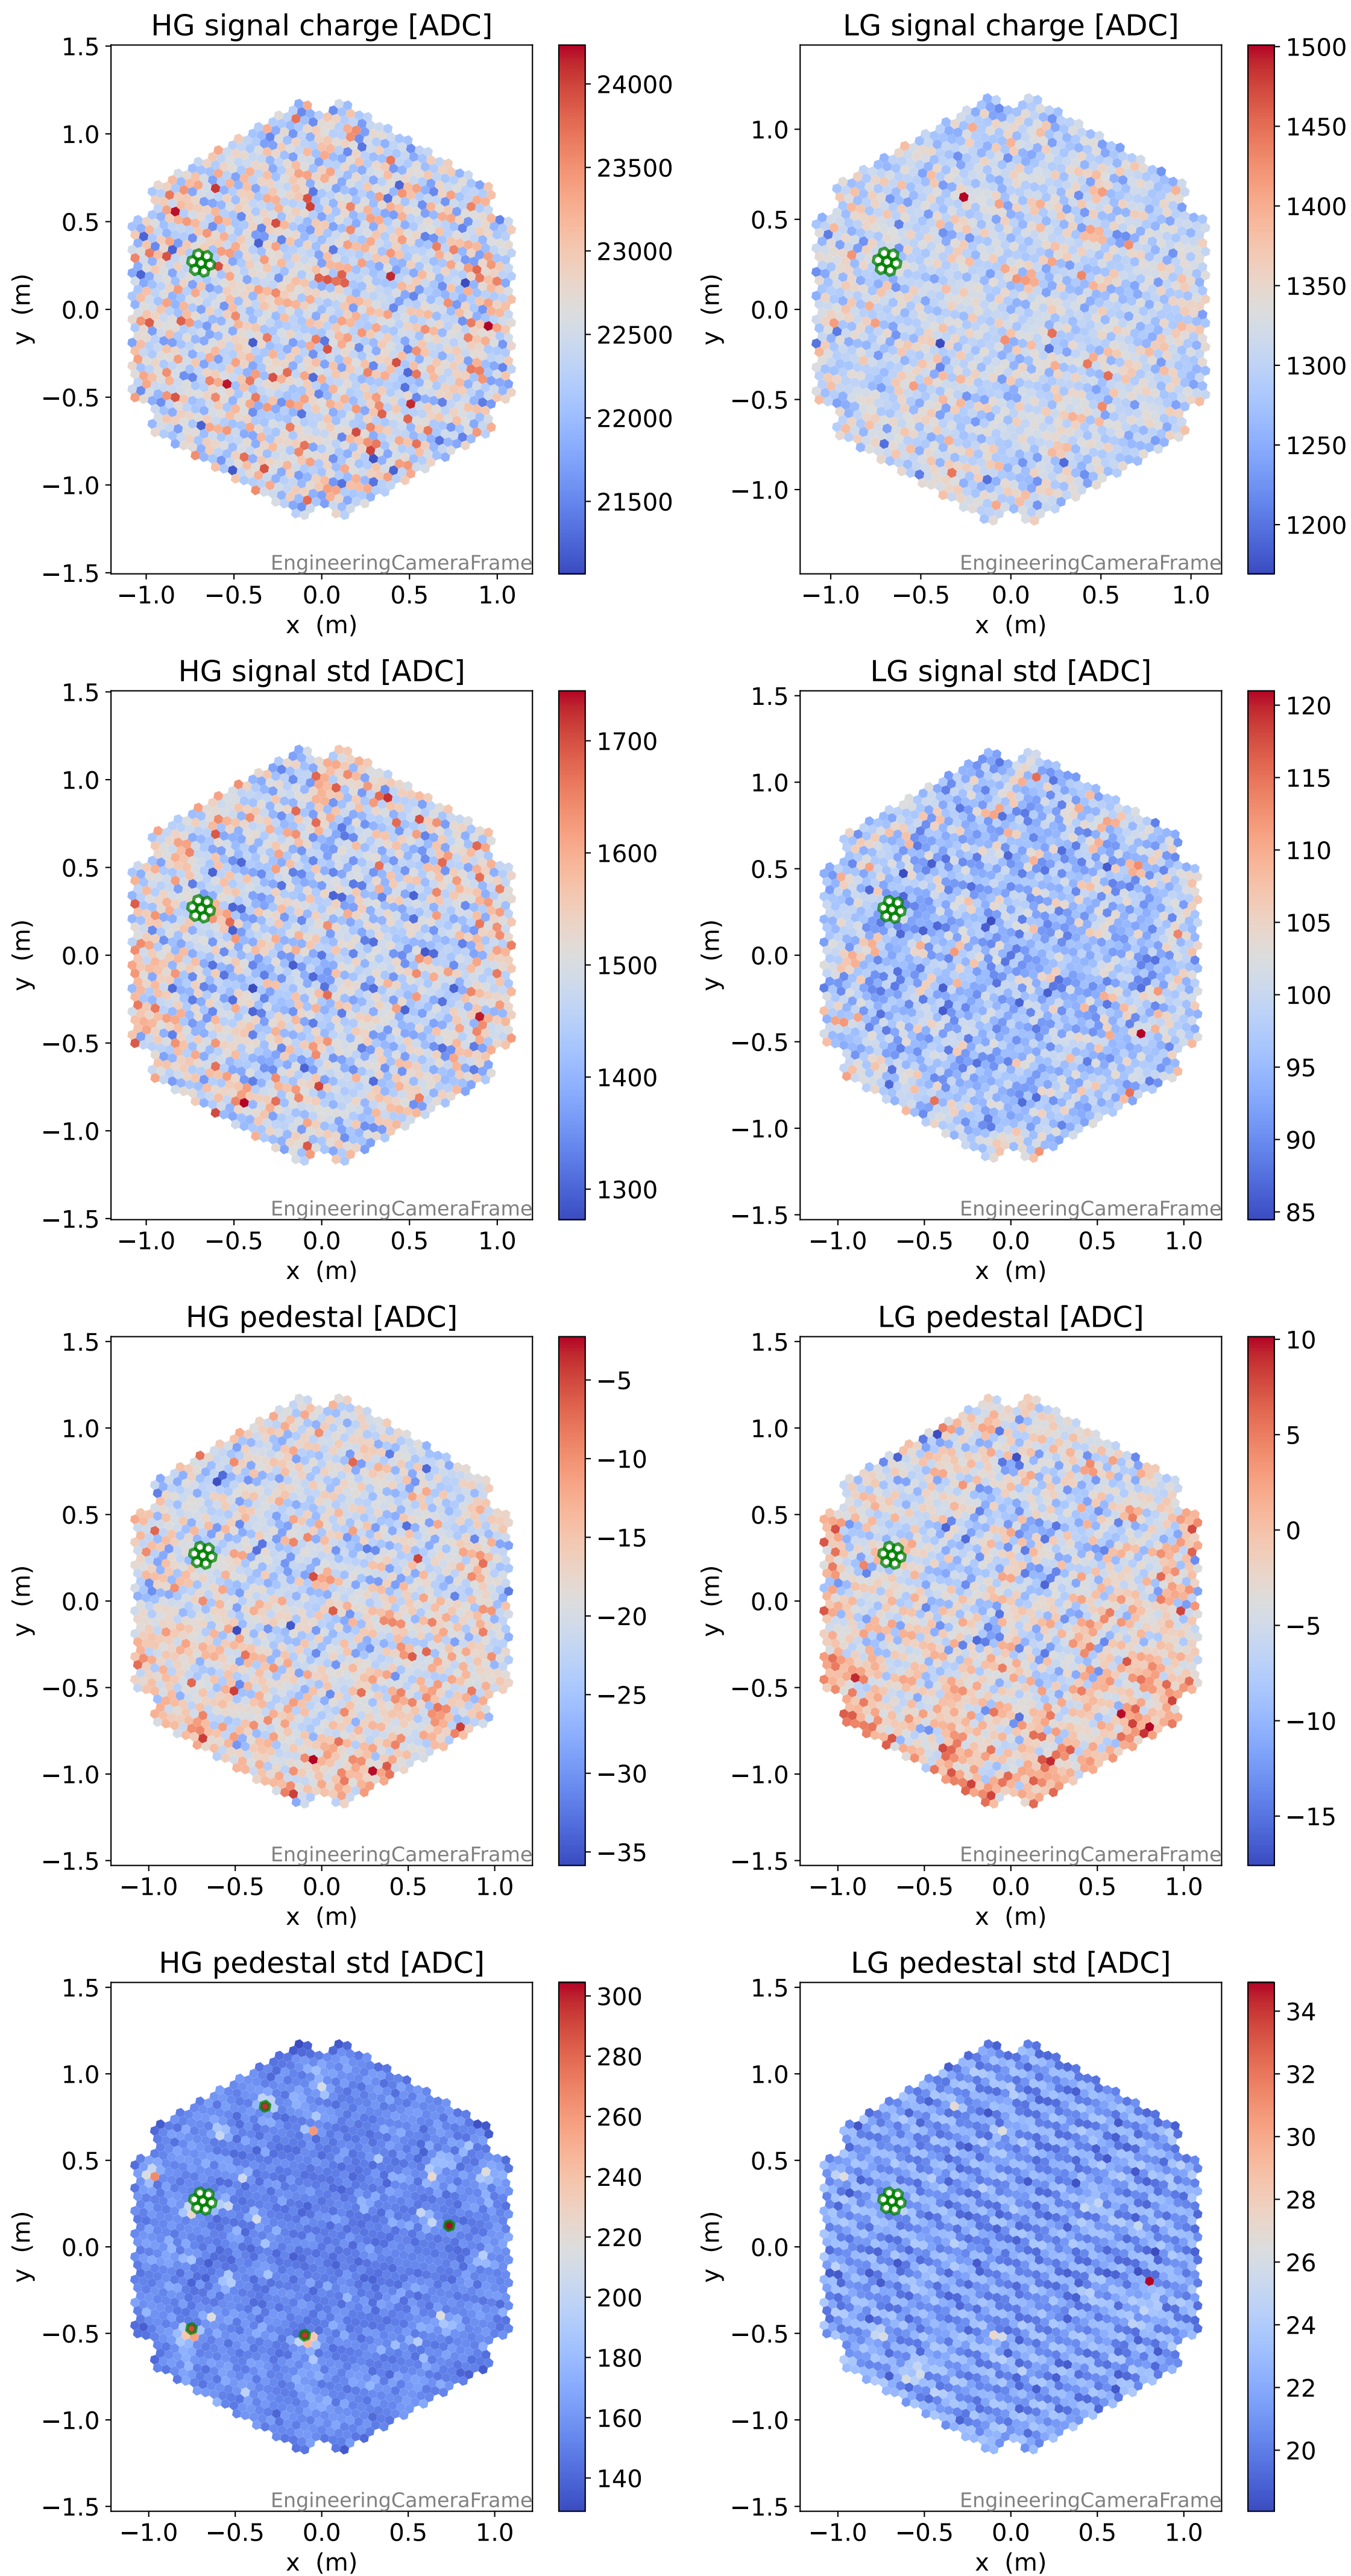 HG signal charge [ADC]
1.5
1.0
0.5
0.0
−0.5
−1.0
−1.5
y (m)
−1.0 −0.5 0.0 0.5 1.0
x (m)
EngineeringCameraFrame
24000
23500
23000
22500
22000
21500
LG signal charge [ADC]
1.0
0.5
0.0
−0.5
−1.0
y (m)
−1.0 −0.5 0.0 0.5 1.0
x (m)
EngineeringCameraFrame
1500
1450
1400
1350
1300
1250
1200
HG signal std [ADC]
1.5
1.0
0.5
0.0
−0.5
−1.0
−1.5
y (m)
−1.0 −0.5 0.0 0.5 1.0
x (m)
EngineeringCameraFrame
1700
1600
1500
1400
1300
LG signal std [ADC]
1.5
1.0
0.5
0.0
−0.5
−1.0
−1.5
y (m)
−1.0 −0.5 0.0 0.5 1.0
x (m)
EngineeringCameraFrame
120
115
110
105
100
95
90
85
HG pedestal [ADC]
1.5
1.0
0.5
0.0
−0.5
−1.0
−1.5
y (m)
−1.0 −0.5 0.0 0.5 1.0
x (m)
EngineeringCameraFrame
−5
−10
−15
−20
−25
−30
−35
LG pedestal [ADC]
1.5
1.0
0.5
0.0
−0.5
−1.0
−1.5
y (m)
−1.0 −0.5 0.0 0.5 1.0
x (m)
EngineeringCameraFrame
10
5
0
−5
−10
−15
HG pedestal std [ADC]
1.5
1.0
0.5
0.0
−0.5
−1.0
−1.5
y (m)
−1.0 −0.5 0.0 0.5 1.0
x (m)
EngineeringCameraFrame
300
280
260
240
220
200
180
160
140
LG pedestal std [ADC]
1.5
1.0
0.5
0.0
−0.5
−1.0
−1.5
y (m)
−1.0 −0.5 0.0 0.5 1.0
x (m)
EngineeringCameraFrame
34
32
30
28
26
24
22
20